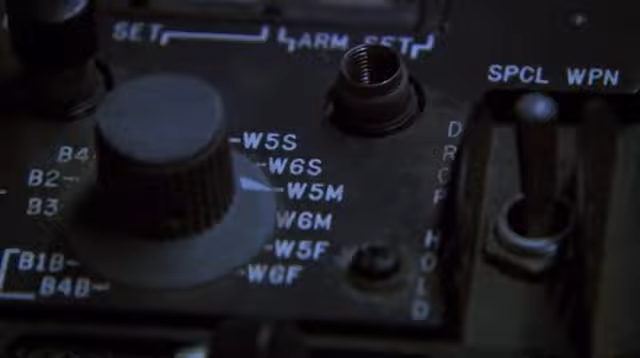 SET
ARM SET
SPCL WPN
W5S
W6S
W5M
W6M
W5F
W6F
B4
B2
B3
B1B
B4B
DROP
HOLD